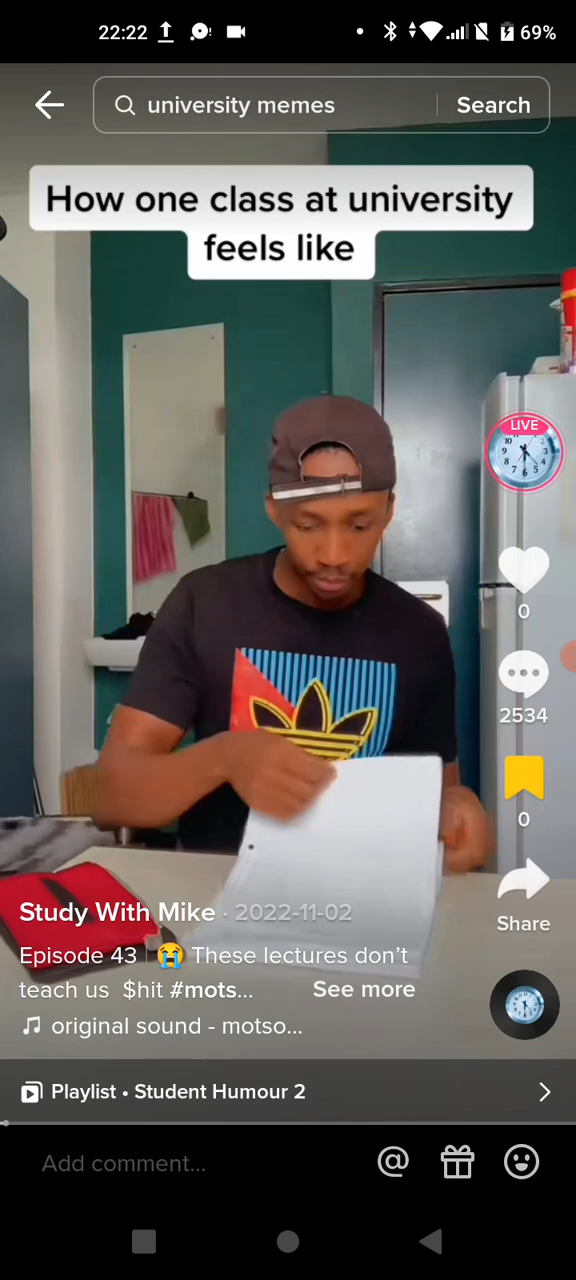 22:22
69%
university memes
Search
How one class at university
feels like
LIVE
0
2534
0
Share
Study With Mike · 2022-11-02
Episode 43 | 😭 These lectures don’t
teach us $hit #mots... See more
original sound - motso...
Playlist • Student Humour 2
Add comment...